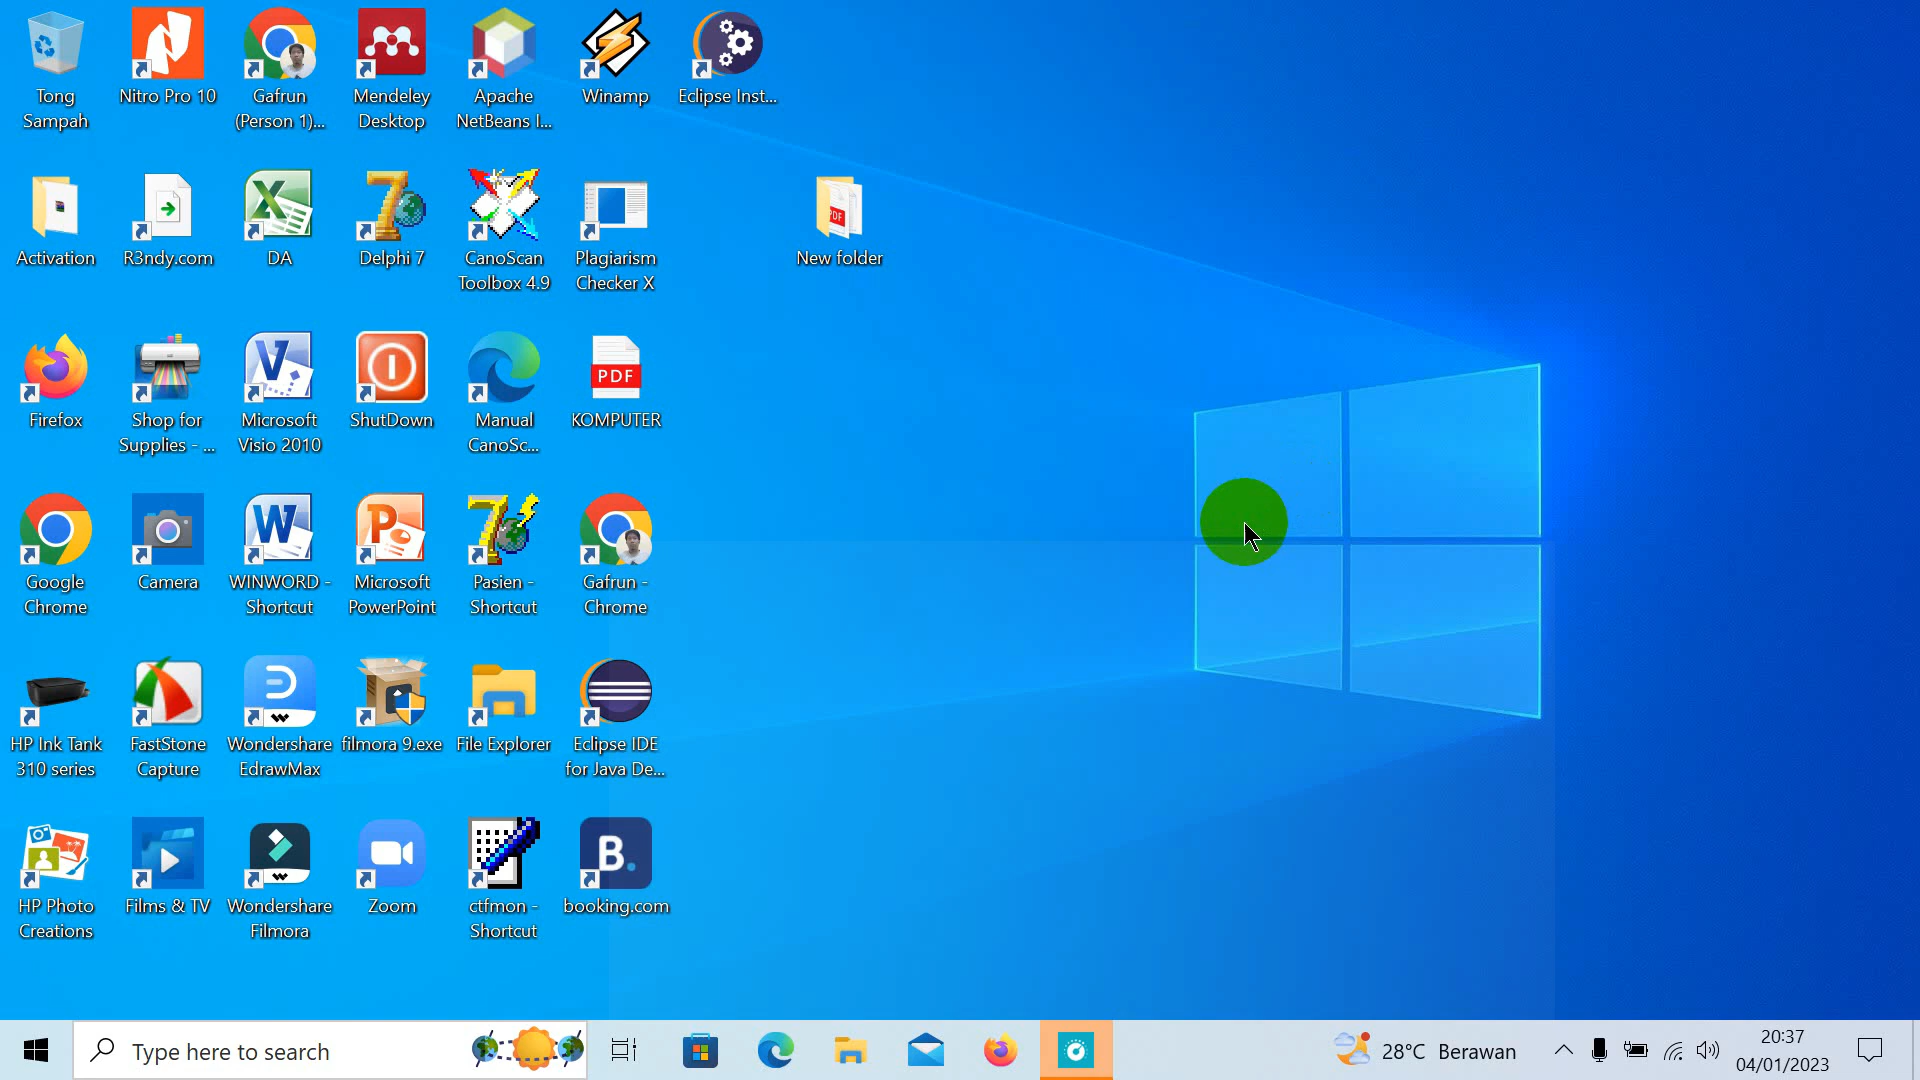 Tong
Sampah
Nitro Pro 10
Gafrun
(Person 1)...
Mendeley
Desktop
Apache
NetBeans I...
Winamp
Eclipse Inst...
Activation
R3ndy.com
DA
Delphi 7
CanoScan
Toolbox 4.9
Plagiarism
Checker X
PDF
New folder
Firefox
Shop for
Supplies - ...
Microsoft
Visio 2010
ShutDown
Manual
CanoSc...
PDF
KOMPUTER
Google
Chrome
Camera
WINWORD -
Shortcut
Microsoft
PowerPoint
Pasien -
Shortcut
Gafrun -
Chrome
HP Ink Tank
310 series
FastStone
Capture
Wondershare
EdrawMax
filmora 9.exe
File Explorer
Eclipse IDE
for Java De...
HP Photo
Creations
Films & TV
Wondershare
Filmora
Zoom
ctfmon -
Shortcut
B.
booking.com
Type here to search
28°C Berawan
20:37
04/01/2023